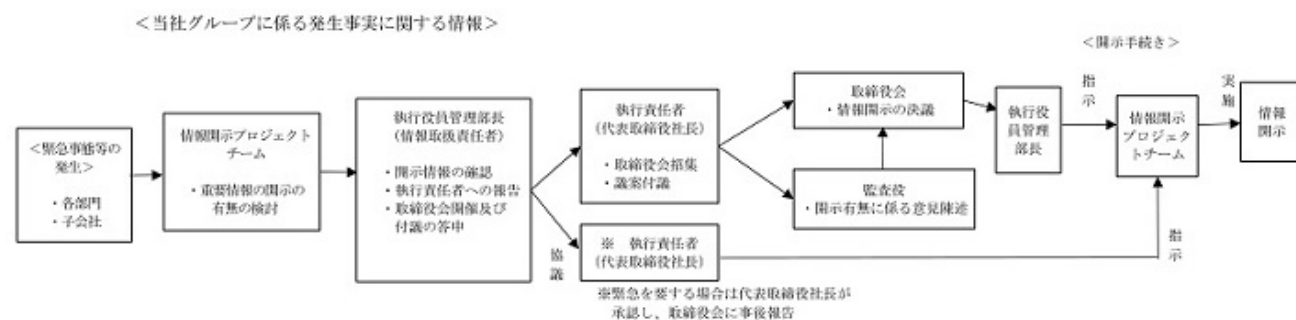 ＜当社グループに係る発生事実に関する情報＞
＜緊急事態等の
発生＞
・各部門
・子会社
情報開示プロジェクト
チーム
・重要情報の開示の
有無の検討
執行役員管理部長
（情報取扱責任者）
・開示情報の確認
・執行責任者への報告
・取締役会開催及び
付議の答申
執行責任者
（代表取締役社長）
・取締役会招集
・議案付議
協議
※ 執行責任者
（代表取締役社長）
※緊急を要する場合は代表取締役社長が
承認し、取締役会に事後報告
取締役会
・情報開示の決議
監査役
・開示有無に係る意見陳述
執行役
員管理
部長
＜開示手続き＞
指示
情報開示
プロジェ
クトチーム
指示
実施
情報
開示